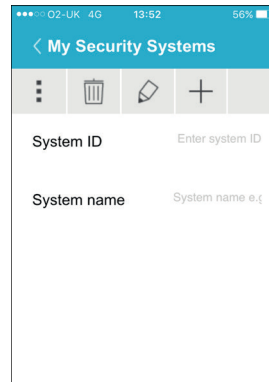 O2-UK 4G 13:52 56%
My Security Systems
System ID Enter system ID
System name System name e.g